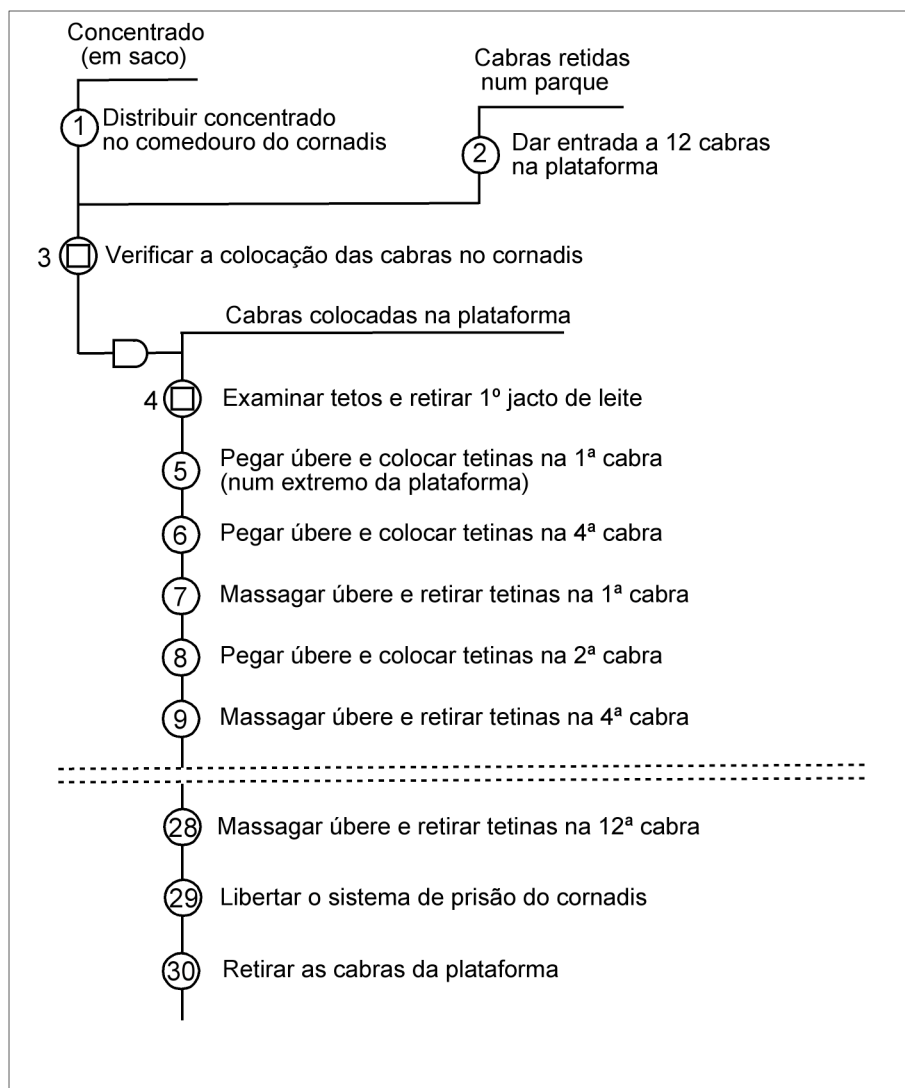 Concentrado
(em saco)
Cabras retidas
num parque
1
Distribuir concentrado
no comedouro do cornadis
2
Dar entrada a 12 cabras
na plataforma
3
Verificar a colocação das cabras no cornadis
Cabras colocadas na plataforma
4
Examinar tetos e retirar 1º jacto de leite
5
Pegar úbere e colocar tetinas na 1ª cabra
(num extremo da plataforma)
6
Pegar úbere e colocar tetinas na 4ª cabra
7
Massagar úbere e retirar tetinas na 1ª cabra
8
Pegar úbere e colocar tetinas na 2ª cabra
9
Massagar úbere e retirar tetinas na 4ª cabra
28
Massagar úbere e retirar tetinas na 12ª cabra
29
Libertar o sistema de prisão do cornadis
30
Retirar as cabras da plataforma